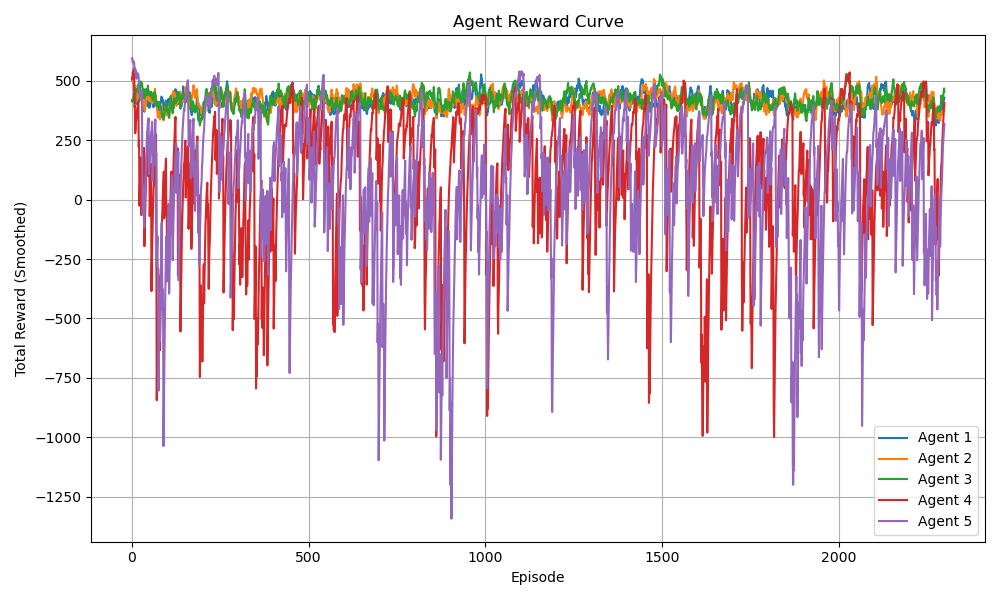 Agent Reward Curve
Total Reward (Smoothed)
500
250
0
−250
−500
−750
−1000
−1250
0
500
1000
1500
2000
Episode
Agent 1
Agent 2
Agent 3
Agent 4
Agent 5